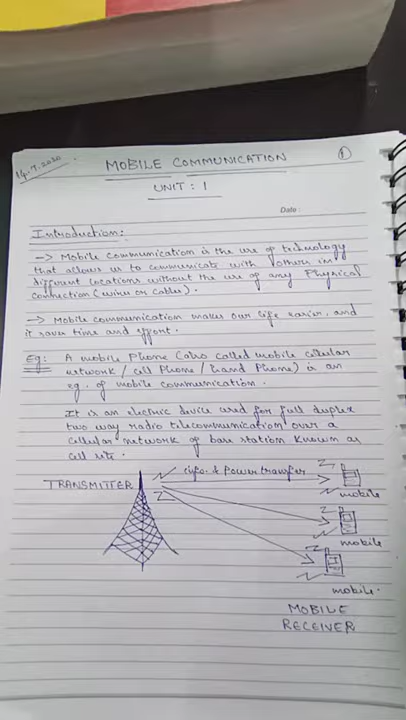 14.7.2020
MOBILE COMMUNICATION
1
UNIT : 1
Date :
Introduction :
→ Mobile communication is the use of technology
that allows us to communicate with others in
different locations without the use of any Physical
connection (wires or cables).
→ Mobile communication makes our life easier, and
it saves time and effort.
Eg: A mobile Phone (also called mobile cellular
network / cell Phone / hand Phone) is an
eg. of mobile communication.
It is an electric device used for full duplex
two way radio telecommunication over a
cellular network of base station known as
cell site.
TRANSMITTER
info. & power transfer
mobile
mobile
mobile.
MOBILE
RECEIVER